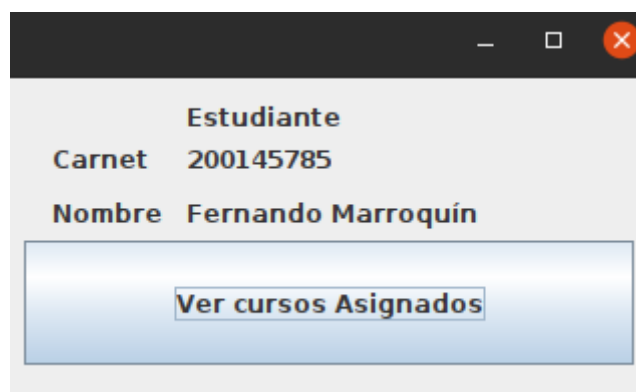 Estudiante
Carnet 200145785
Nombre Fernando Marroquín
Ver cursos Asignados